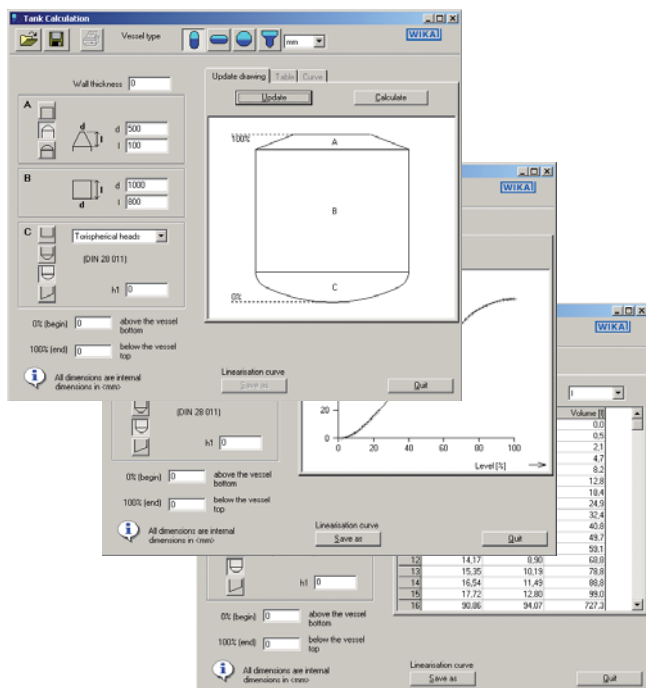 Tank Calculation
Vessel type
mm
WIKA
Wall thickness 0
Update drawing Table Curve
Update Calculate
A
d
l
d 500
l 100
100%
A
B
C
0%
B
d
l
d 1000
l 800
C
Torispherical heads
(DIN 28 011)
h1 0
0% (begin) 0 above the vessel bottom
100% (end) 0 below the vessel top
All dimensions are internal
dimensions in <mm>
Linearisation curve
Save as
Quit
WIKA
20
0
0 20 40 60 80 100
Level [%]
(DIN 28 011)
h1 0
0% (begin) 0 above the vessel bottom
100% (end) 0 below the vessel top
All dimensions are internal
dimensions in <mm>
Linearisation curve
Save as
Quit
WIKA
l
Volume [l]
0,0
0,5
2,1
4,7
8,2
12,8
18,4
24,9
32,4
40,8
49,7
59,1
12 14,17 8,90 68,8
13 15,35 10,19 78,8
14 16,54 11,49 88,8
15 17,72 12,80 99,0
16 90,86 94,07 727,3
h1 0
0% (begin) 0 above the vessel bottom
100% (end) 0 below the vessel top
All dimensions are internal
dimensions in <mm>
Linearisation curve
Save as
Quit